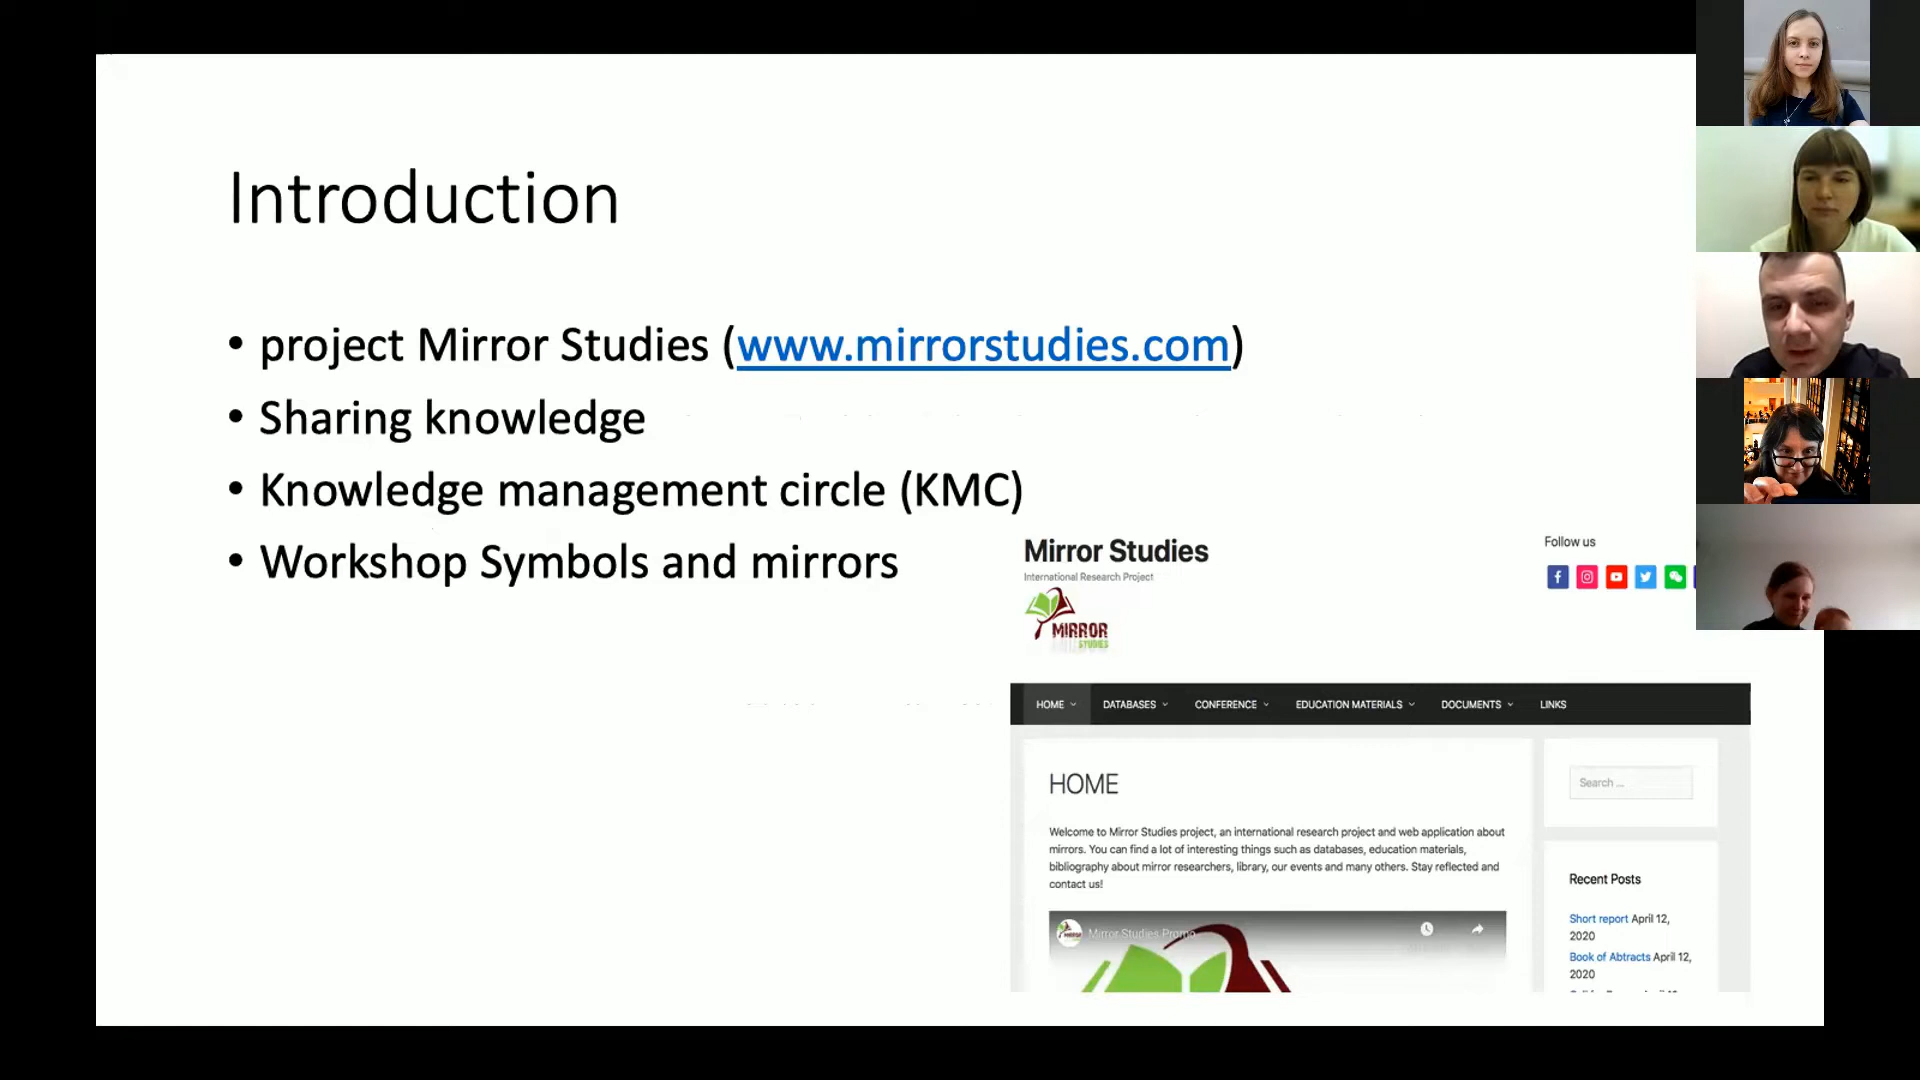 Introduction
• project Mirror Studies (www.mirrorstudies.com)
• Sharing knowledge
• Knowledge management circle (KMC)
• Workshop Symbols and mirrors
Mirror Studies
International Research Project
MIRROR
STUDIES
Follow us
HOME DATABASES CONFERENCE EDUCATION MATERIALS DOCUMENTS LINKS
HOME
Welcome to Mirror Studies project, an international research project and web application about
mirrors. You can find a lot of interesting things such as databases, education materials,
bibliography about mirror researchers, library, our events and many others. Stay reflected and
contact us!
Mirror Studies Promo
Search ...
Recent Posts
Short report April 12,
2020
Book of Abtracts April 12,
2020